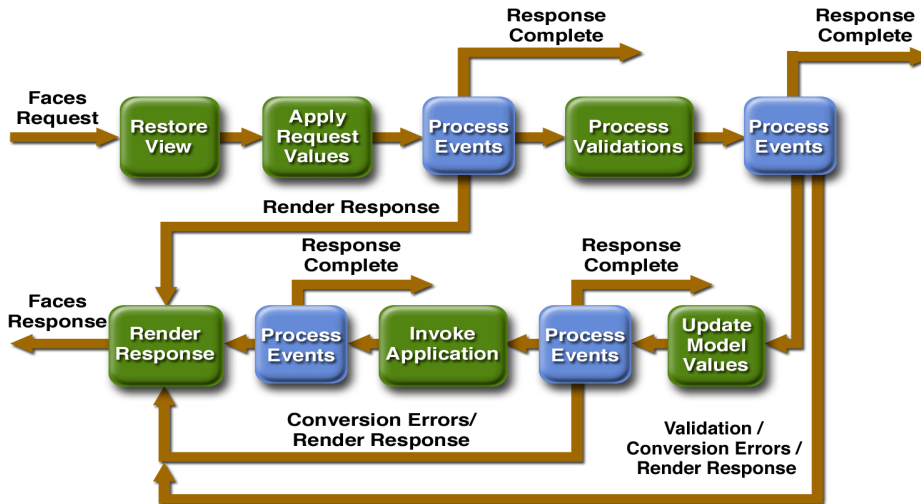 Response
Complete
Response
Complete
Faces
Request
Restore
View
Apply
Request
Values
Process
Events
Process
Validations
Process
Events
Render Response
Response
Complete
Response
Complete
Faces
Response
Render
Response
Process
Events
Invoke
Application
Process
Events
Update
Model
Values
Conversion Errors/
Render Response
Validation /
Conversion Errors /
Render Response